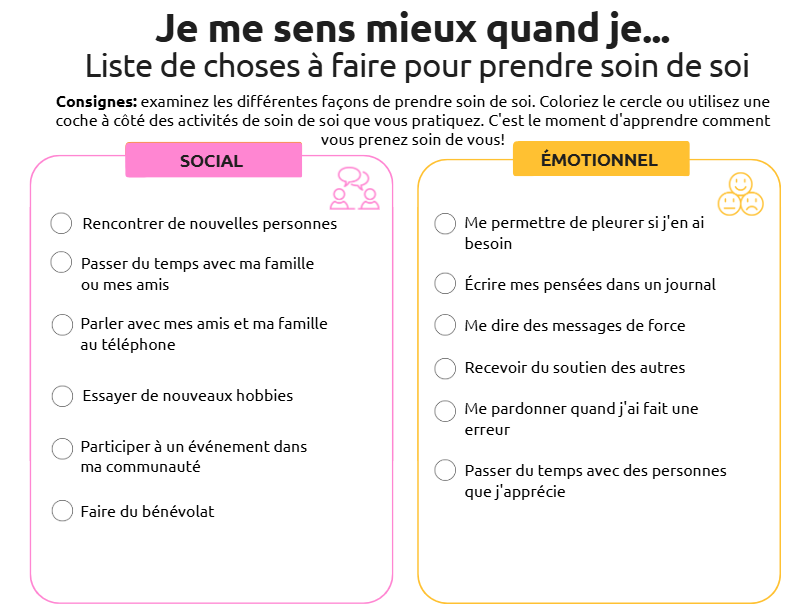 Je me sens mieux quand je...
Liste de choses à faire pour prendre soin de soi
Consignes: examinez les différentes façons de prendre soin de soi. Coloriez le cercle ou utilisez une
coche à côté des activités de soin de soi que vous pratiquez. C'est le moment d'apprendre comment
vous prenez soin de vous!
SOCIAL
Rencontrer de nouvelles personnes
Passer du temps avec ma famille
ou mes amis
Parler avec mes amis et ma famille
au téléphone
Essayer de nouveaux hobbies
Participer à un événement dans
ma communauté
Faire du bénévolat
ÉMOTIONNEL
Me permettre de pleurer si j'en ai
besoin
Écrire mes pensées dans un journal
Me dire des messages de force
Recevoir du soutien des autres
Me pardonner quand j'ai fait une
erreur
Passer du temps avec des personnes
que j'apprécie